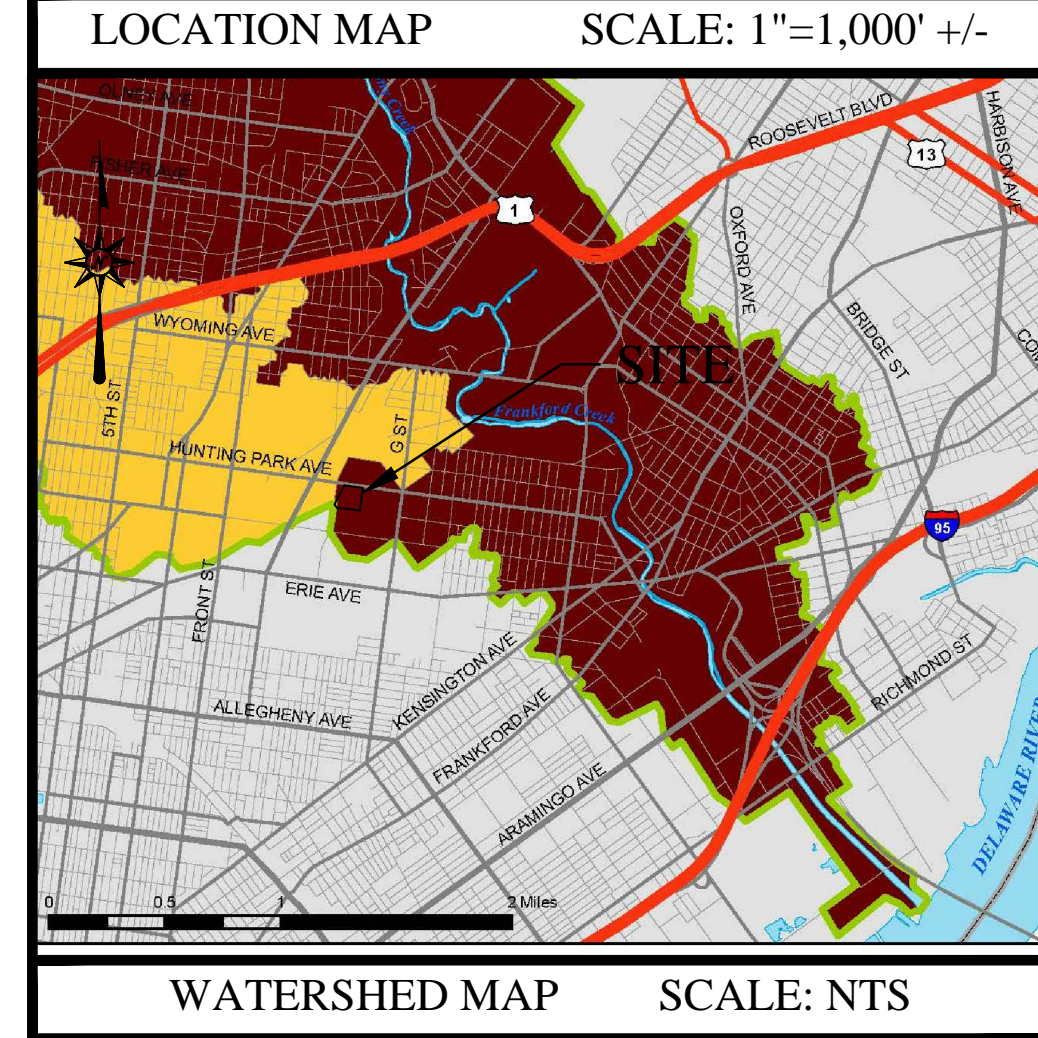 LOCATION MAP SCALE: 1"=1,000' +/-
OLNEY AVE
Creek
ROOSEVELT BLVD
HARBISON AVE
13
FISHER AVE
1
OXFORD AVE
N
WYOMING AVE
BRIDGE ST
SITE
5TH ST
G ST
Frankford Creek
HUNTING PARK AVE
95
ERIE AVE
FRONT ST
KENSINGTON AVE
RICHMOND ST
ALLEGHENY AVE
FRANKFORD AVE
ARAMINGO AVE
DELAWARE RIVER
0 0.5 1 2 Miles
WATERSHED MAP SCALE: NTS